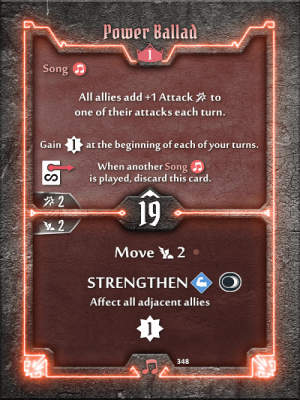 Power Ballad
1
Song
All allies add +1 Attack to
one of their attacks each turn.
Gain 1 at the beginning of each of your turns.
When another Song
is played, discard this card.
2
19
2
Move 2
STRENGTHEN
Affect all adjacent allies
1
348